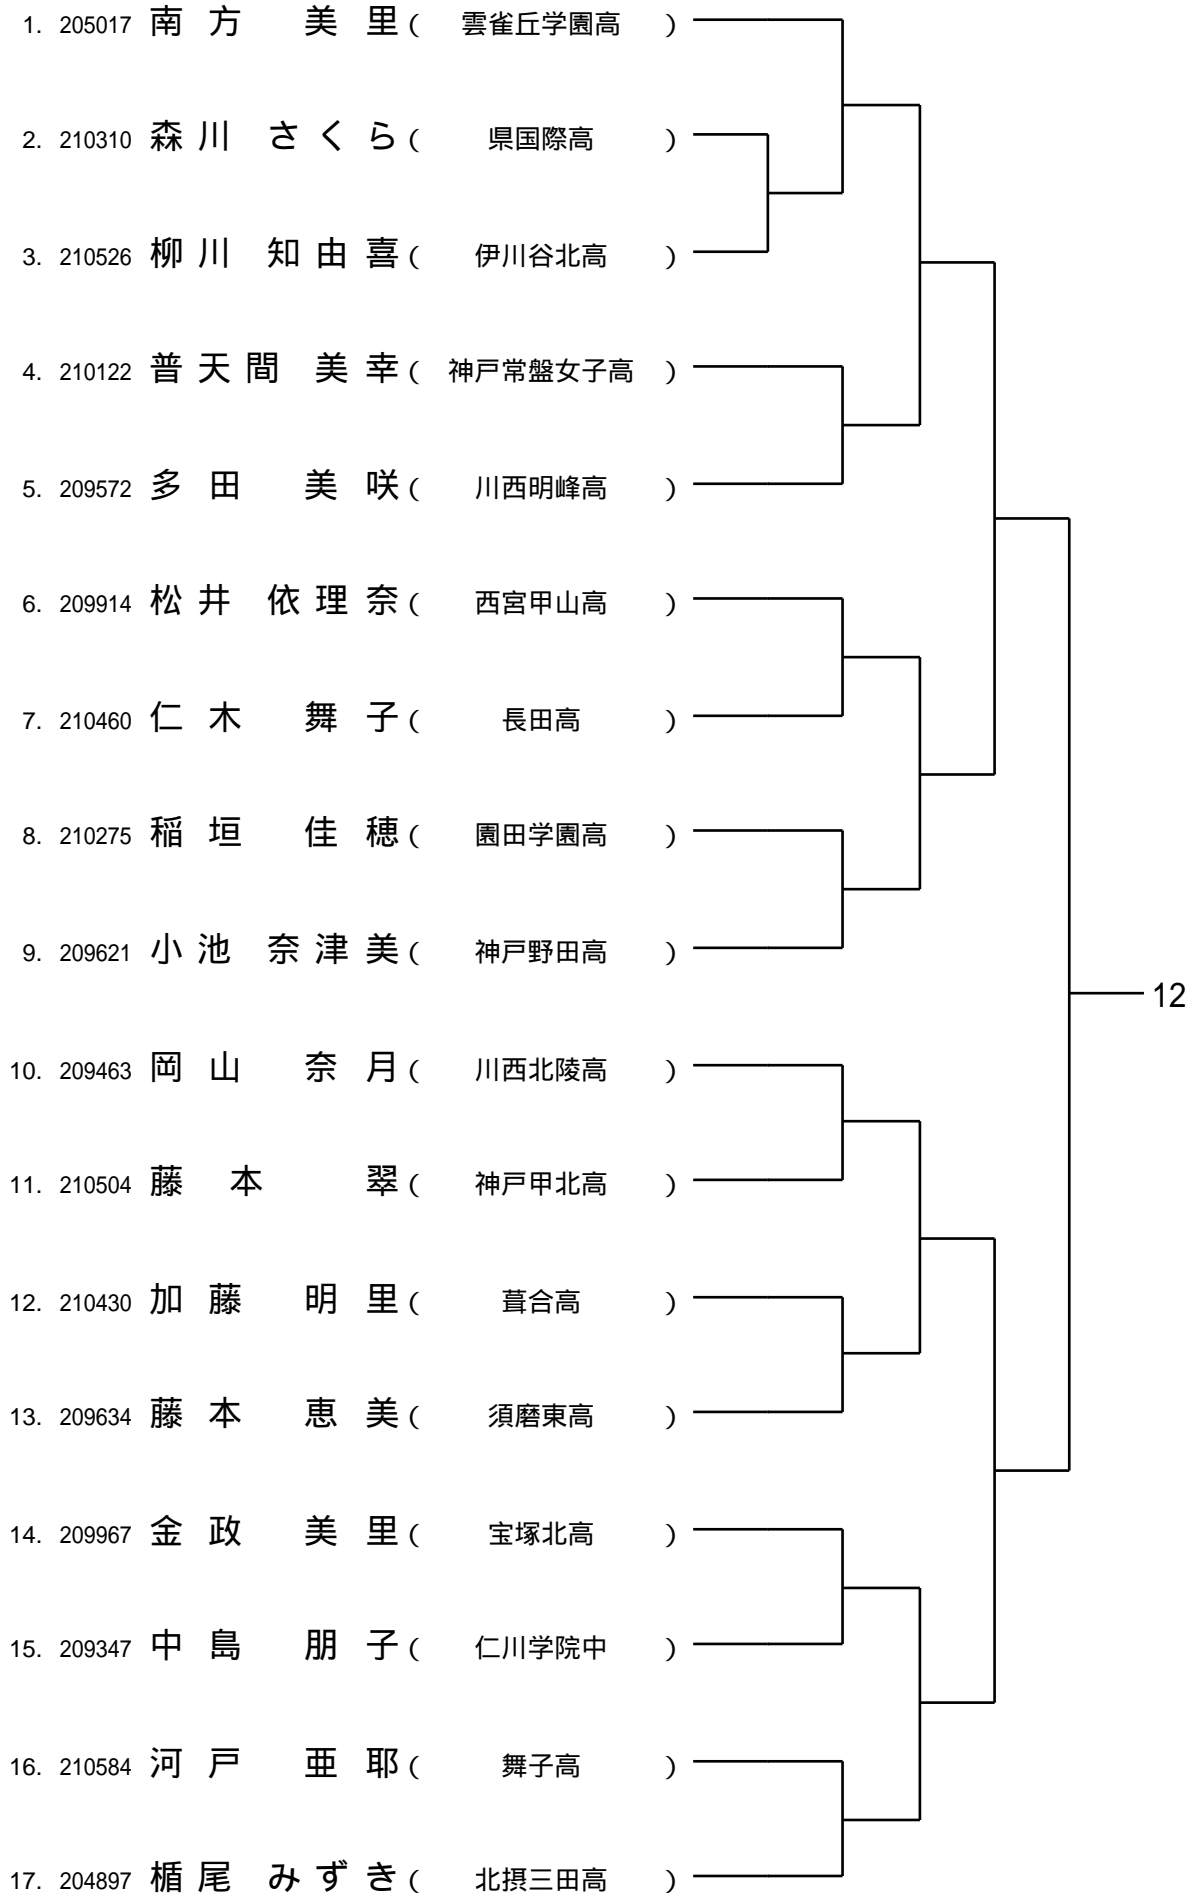 1. 205017 南方 美里 ( 雲雀丘学園高 )
2. 210310 森川 さくら ( 県国際高 )
3. 210526 柳川 知由喜 ( 伊川谷北高 )
4. 210122 普天間 美幸 ( 神戸常盤女子高 )
5. 209572 多田 美咲 ( 川西明峰高 )
6. 209914 松井 依理奈 ( 西宮甲山高 )
7. 210460 仁木 舞子 ( 長田高 )
8. 210275 稲垣 佳穂 ( 園田学園高 )
9. 209621 小池 奈津美 ( 神戸野田高 )
12
10. 209463 岡山 奈月 ( 川西北陵高 )
11. 210504 藤本 翠 ( 神戸甲北高 )
12. 210430 加藤 明里 ( 葺合高 )
13. 209634 藤本 恵美 ( 須磨東高 )
14. 209967 金政 美里 ( 宝塚北高 )
15. 209347 中島 朋子 ( 仁川学院中 )
16. 210584 河戸 亜耶 ( 舞子高 )
17. 204897 楯尾 みずき ( 北摂三田高 )